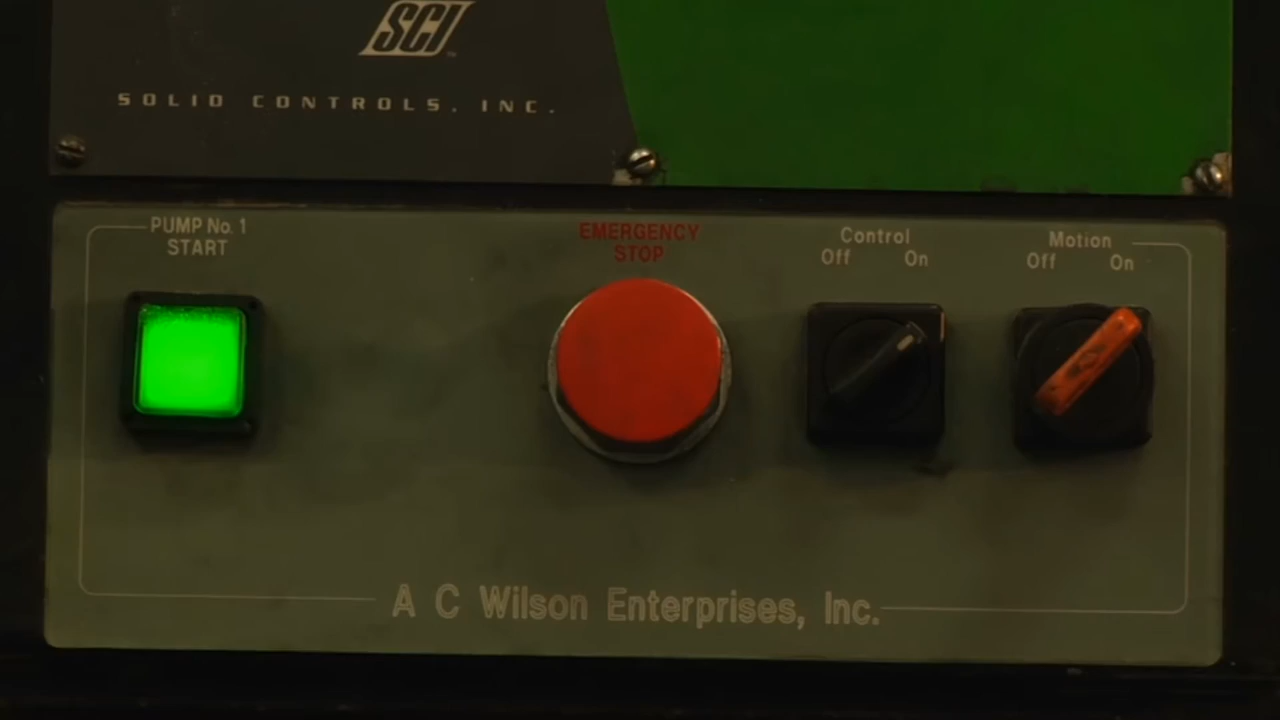 SCI
SOLID CONTROLS, INC.
PUMP No. 1
START
EMERGENCY
STOP
Control
Off On
Motion
Off On
A C Wilson Enterprises, Inc.